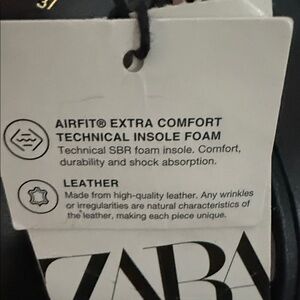 37
AIRFIT® EXTRA COMFORT
TECHNICAL INSOLE FOAM
Technical SBR foam insole. Comfort,
durability and shock absorption.
LEATHER
Made from high-quality leather. Any wrinkles
or irregularities are natural characteristics of
the leather, making each piece unique.
ZARA